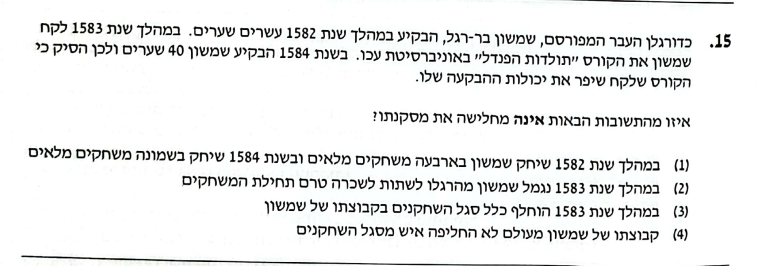 15. כדורגלן העבר המפורסם, שמשון בר-רגל, הבקיע במהלך שנת 1582 עשרים שערים. במהלך שנת 1583 לקח
שמשון את הקורס "תולדות הפנדל" באוניברסיטת עכו. בשנת 1584 הבקיע שמשון 40 שערים ולכן הסיק כי
הקורס שלקח שיפר את יכולות ההבקעה שלו.
איזו מהתשובות הבאות אינה מחלישה את מסקנתו?
(1) במהלך שנת 1582 שיחק שמשון בארבעה משחקים מלאים ובשנת 1584 שיחק בשמונה משחקים מלאים
(2) במהלך שנת 1583 נגמל שמשון מהרגלו לשתות לשכרה טרם תחילת המשחקים
(3) במהלך שנת 1583 הוחלף כלל סגל השחקנים בקבוצתו של שמשון
(4) קבוצתו של שמשון מעולם לא החליפה איש מסגל השחקנים